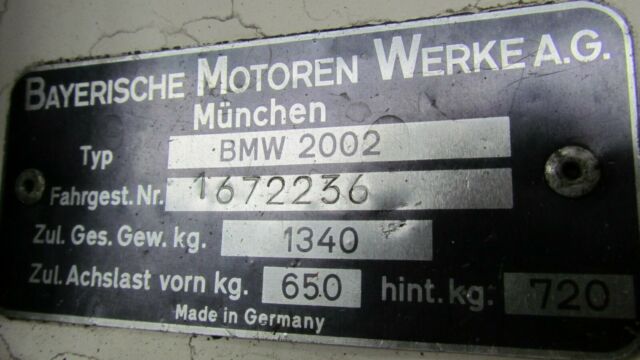 BAYERISCHE MOTOREN WERKE A.G.
München
Typ BMW 2002
Fahrgest. Nr. 1672236
Zul. Ges. Gew. kg. 1340
Zul. Achslast vorn kg. 650 hint. kg: 720
Made in Germany